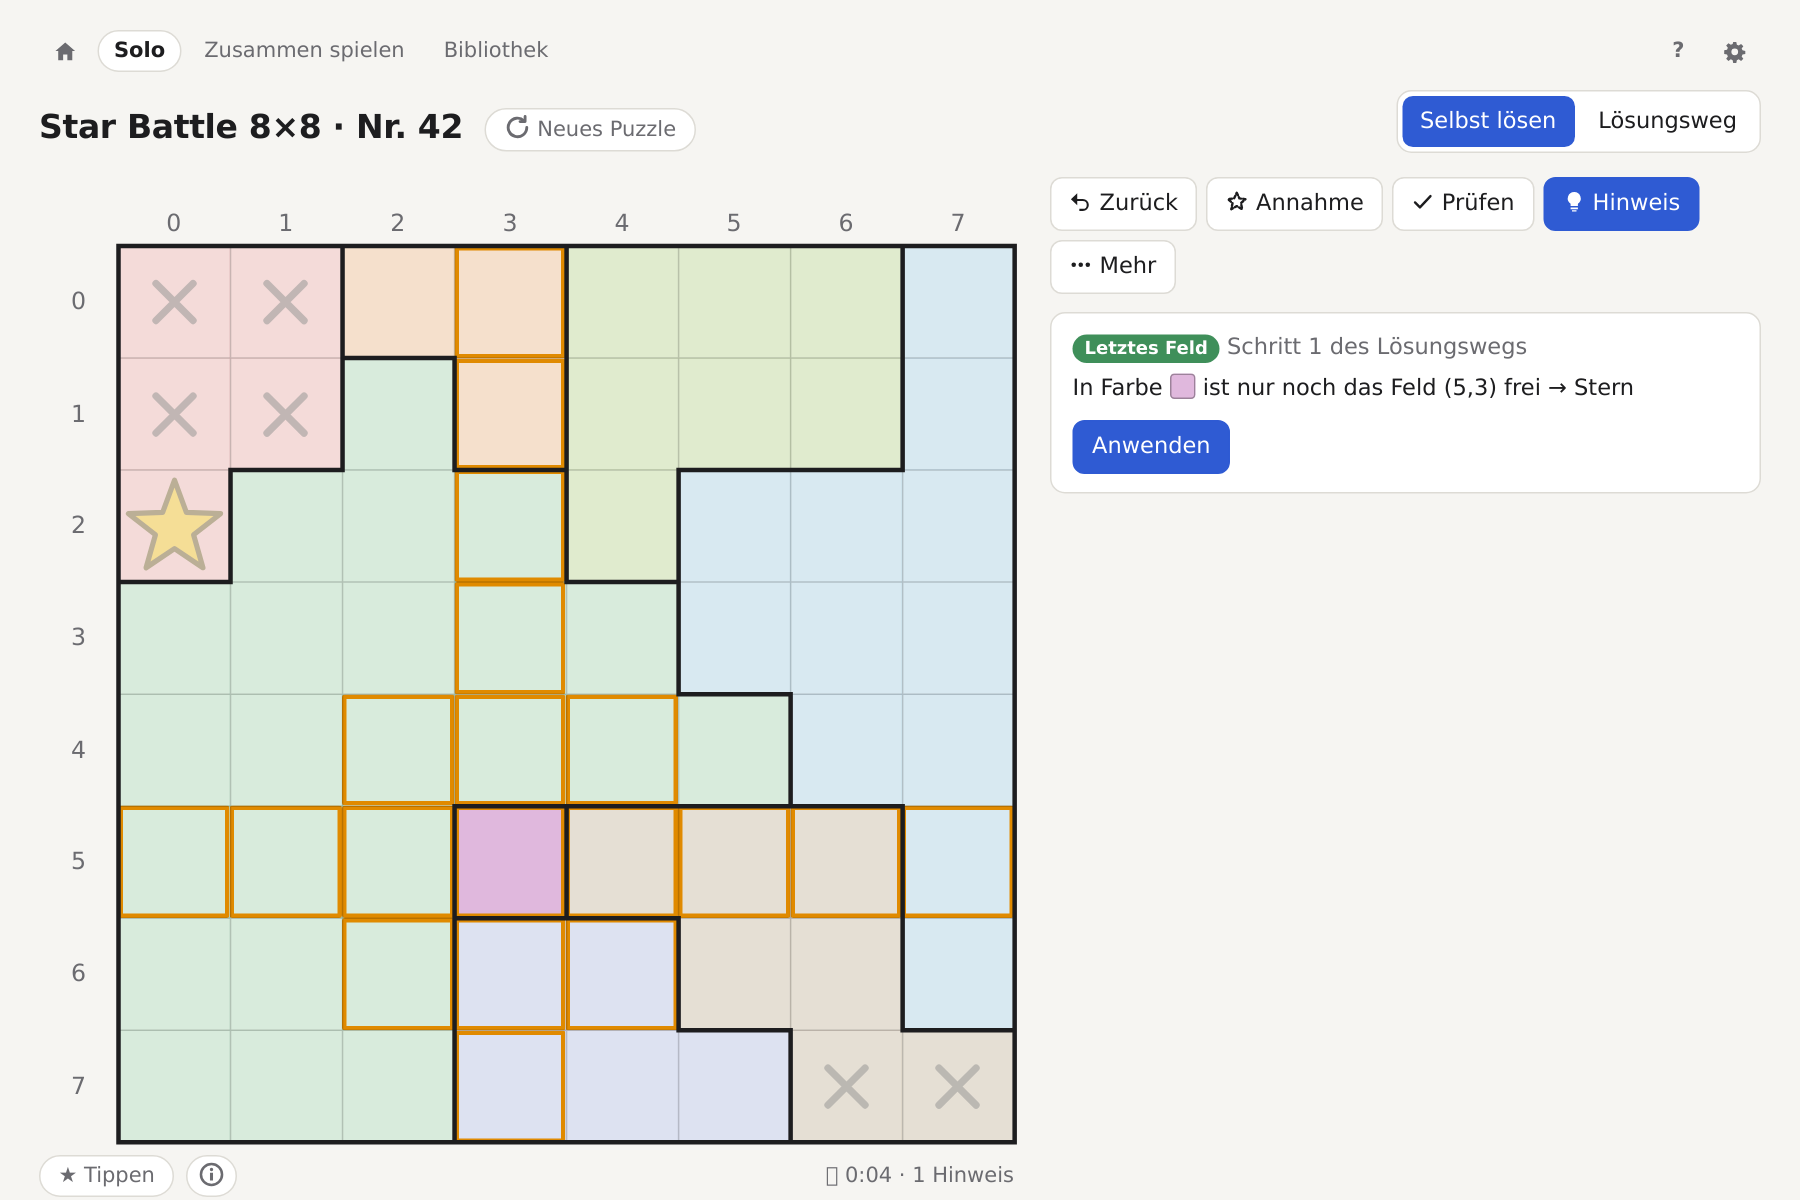 Solo Zusammen spielen Bibliothek ?
Star Battle 8×8 · Nr. 42 Neues Puzzle Selbst lösen Lösungsweg
Zurück Annahme Prüfen Hinweis
··· Mehr
0 1 2 3 4 5 6 7
0
1
2
3
4
5
6
7
Letztes Feld Schritt 1 des Lösungswegs
In Farbe ist nur noch das Feld (5,3) frei → Stern
Anwenden
★ Tippen 0:04 · 1 Hinweis